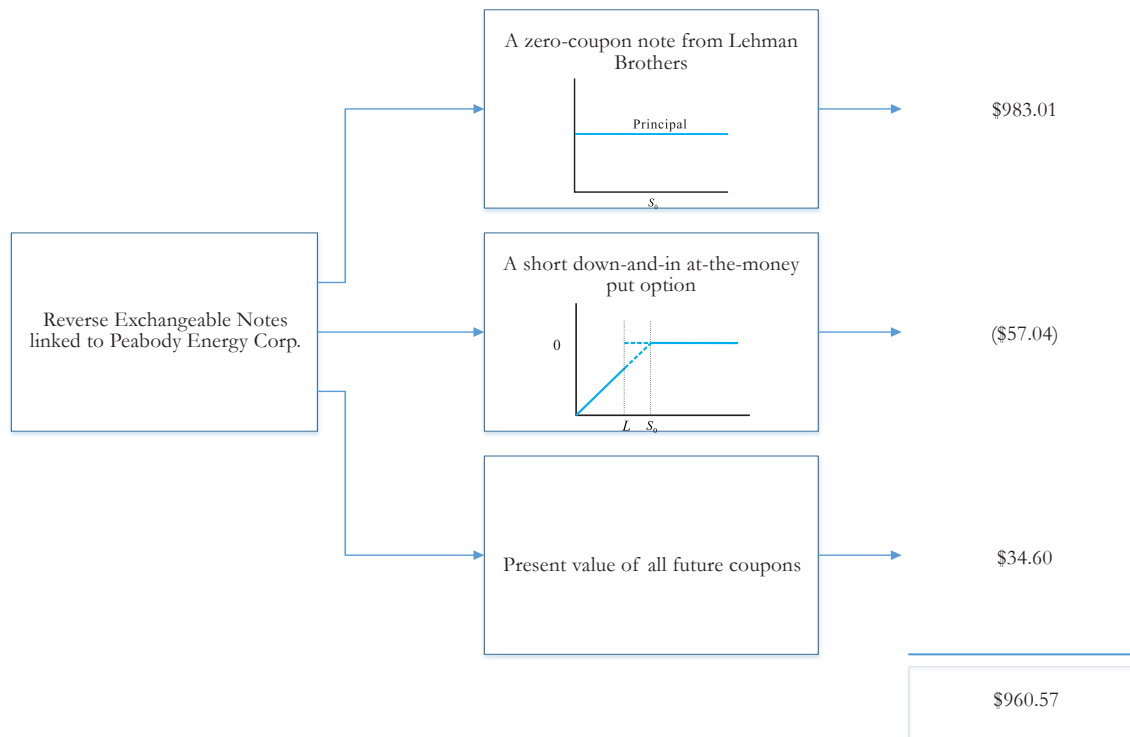 A zero-coupon note from Lehman
Brothers
Principal
S₀
$983.01
Reverse Exchangeable Notes
linked to Peabody Energy Corp.
A short down-and-in at-the-money
put option
0
L S₀
($57.04)
Present value of all future coupons
$34.60
$960.57